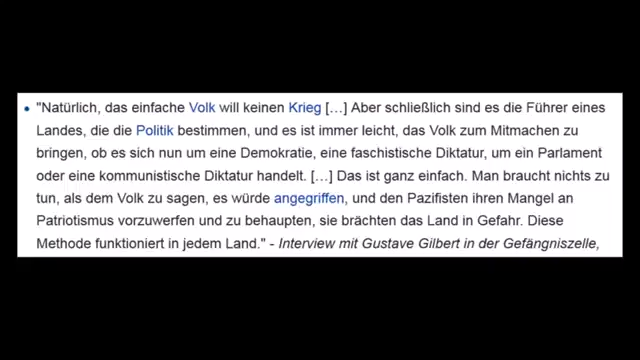 • "Natürlich, das einfache Volk will keinen Krieg […] Aber schließlich sind es die Führer eines
Landes, die die Politik bestimmen, und es ist immer leicht, das Volk zum Mitmachen zu
bringen, ob es sich nun um eine Demokratie, eine faschistische Diktatur, um ein Parlament
oder eine kommunistische Diktatur handelt. […] Das ist ganz einfach. Man braucht nichts zu
tun, als dem Volk zu sagen, es würde angegriffen, und den Pazifisten ihren Mangel an
Patriotismus vorzuwerfen und zu behaupten, sie brächten das Land in Gefahr. Diese
Methode funktioniert in jedem Land." - Interview mit Gustave Gilbert in der Gefängniszelle,